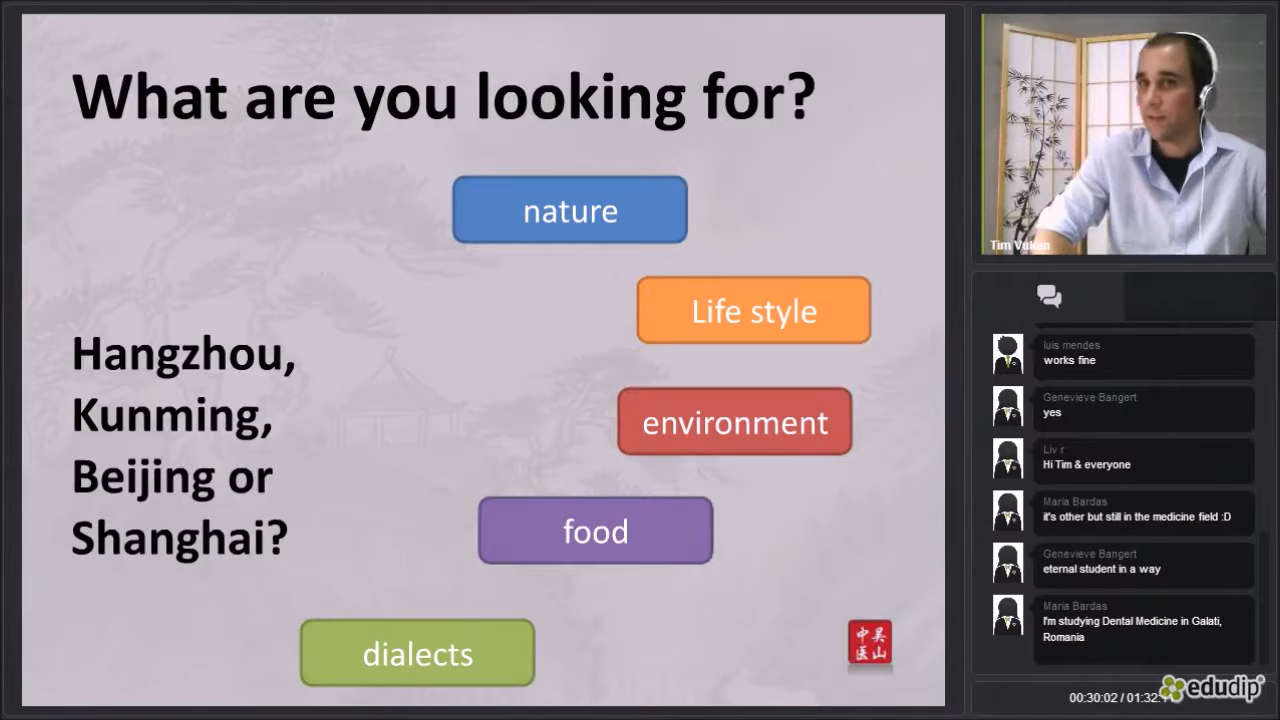 What are you looking for?
nature
Life style
environment
food
dialects
Hangzhou,
Kunming,
Beijing or
Shanghai?
中吴
医山
Tim Vukan
luis mendes
works fine
Genevieve Bangert
yes
Liv r
Hi Tim & everyone
Maria Bardas
it's other but still in the medicine field :D
Genevieve Bangert
eternal student in a way
Maria Bardas
I'm studying Dental Medicine in Galati,
Romania
00:30:02 / 01:32:
edudip